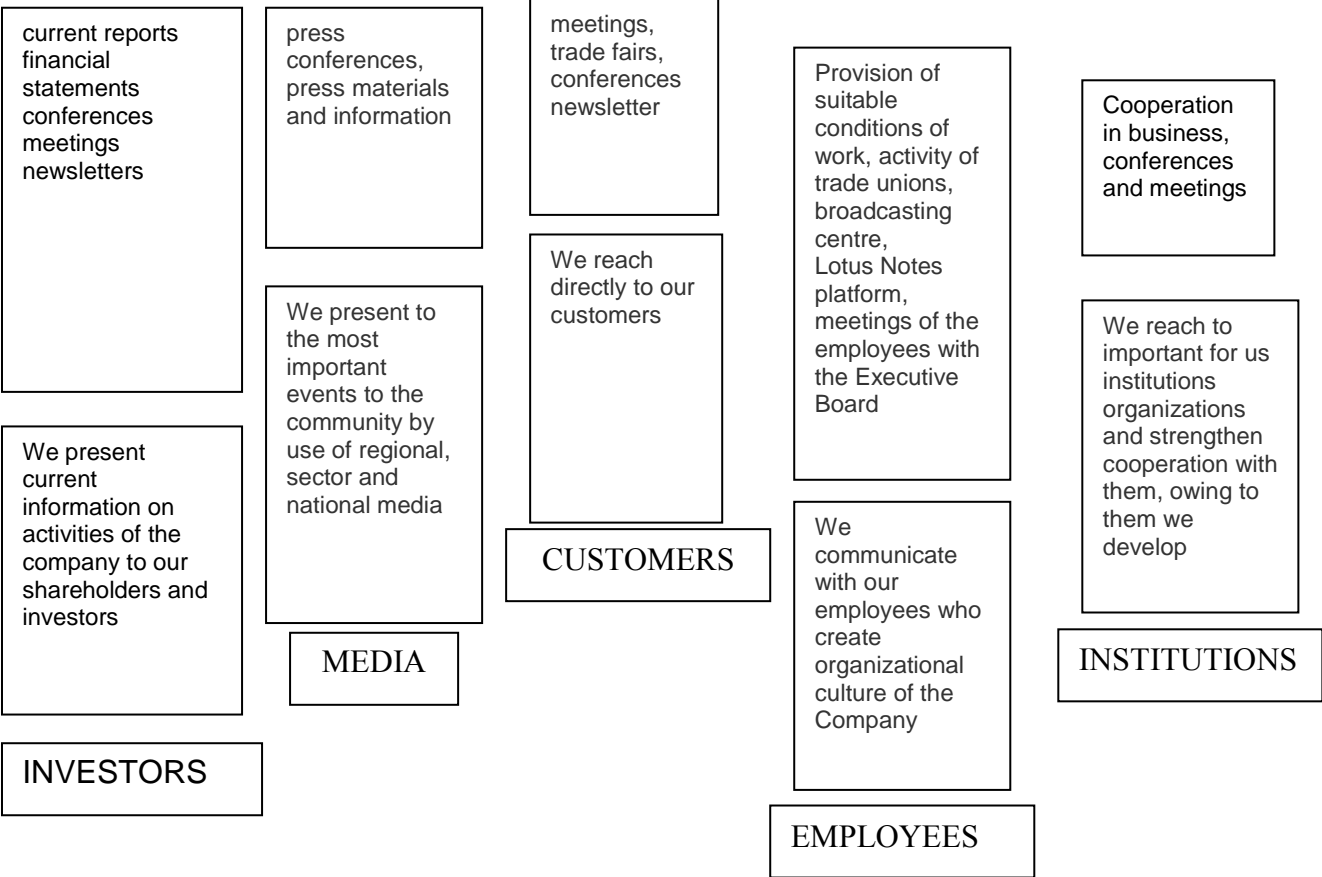 current reports
financial
statements
conferences
meetings
newsletters
We present
current
information on
activities of the
company to our
shareholders and
investors
INVESTORS
press
conferences,
press materials
and information
We present to
the most
important
events to the
community by
use of regional,
sector and
national media
MEDIA
meetings,
trade fairs,
conferences
newsletter
We reach
directly to our
customers
CUSTOMERS
Provision of
suitable
conditions of
work, activity of
trade unions,
broadcasting
centre,
Lotus Notes
platform,
meetings of the
employees with
the Executive
Board
We
communicate
with our
employees who
create
organizational
culture of the
Company
EMPLOYEES
Cooperation
in business,
conferences
and meetings
We reach to
important for us
institutions
organizations
and strengthen
cooperation with
them, owing to
them we
develop
INSTITUTIONS